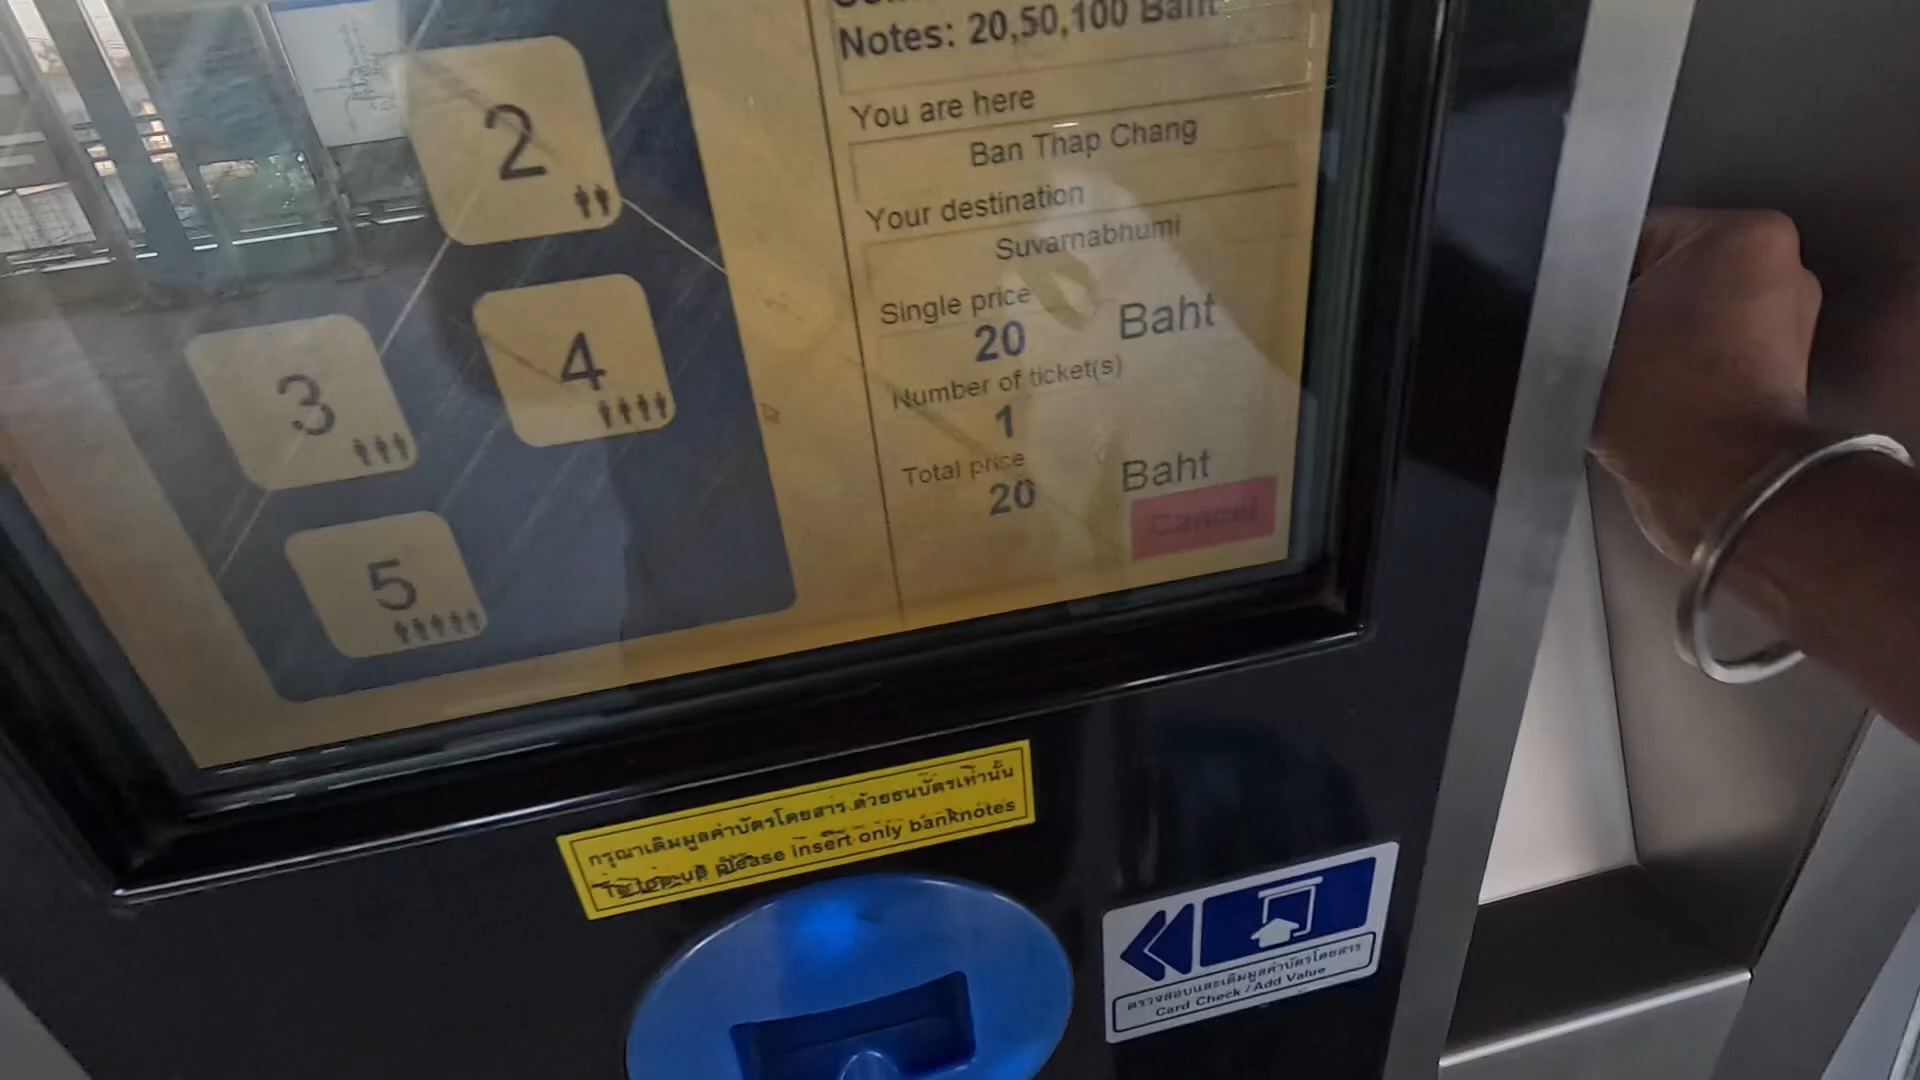 Notes: 20,50,100 Baht
You are here
Ban Thap Chang
Your destination
Suvarnabhumi
Single price
20 Baht
Number of ticket(s)
1
Total price
20 Baht
Cancel
2
3
4
5
กรุณาเติมมูลค่าบัตรโดยสาร ด้วยธนบัตรเท่านั้น
To top-up please insert only banknotes
ตรวจสอบและเติมมูลค่าบัตรโดยสาร
Card Check / Add Value